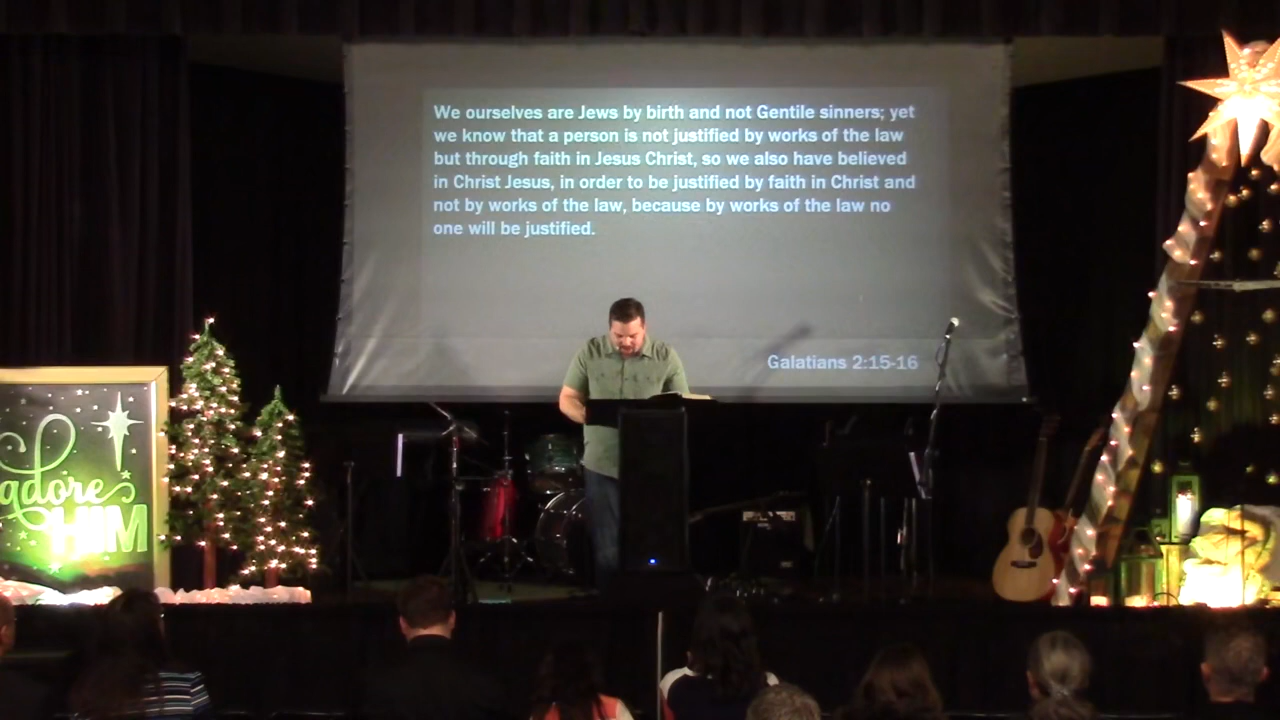 We ourselves are Jews by birth and not Gentile sinners; yet
we know that a person is not justified by works of the law
but through faith in Jesus Christ, so we also have believed
in Christ Jesus, in order to be justified by faith in Christ and
not by works of the law, because by works of the law no
one will be justified.
Galatians 2:15-16
adore
HIM